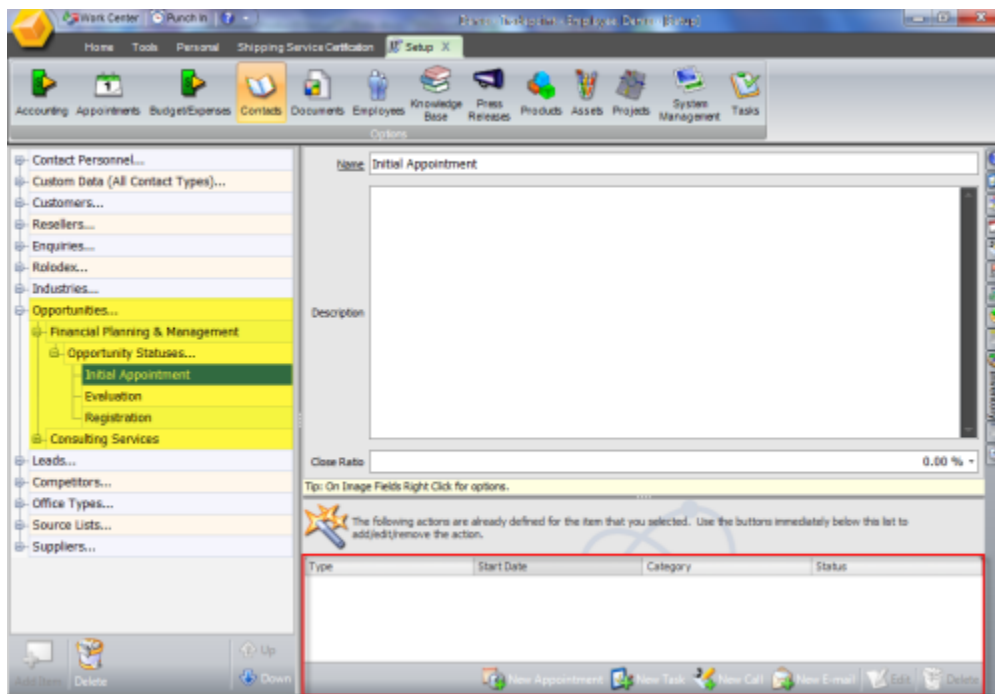 Work Center Punch In
Home Tools Personal Shipping Service Certification Setup X
Accounting Appointments Budget/Expenses Contacts Documents Employees Knowledge Base Press Releases Products Assets Projects System Management Tasks
Options
Contact Personnel...
Custom Data (All Contact Types)...
Customers...
Resellers...
Enquiries...
Rolodex...
Industries...
Opportunities...
Financial Planning & Management
Opportunity Statuses...
Initial Appointment
Evaluation
Registration
Consulting Services
Leads...
Competitors...
Office Types...
Source Lists...
Suppliers...
Add Item Delete Up
Down
Name Initial Appointment
Description
Close Ratio 0.00 %
Tip: On Image Fields Right Click for options.
The following actions are already defined for the item that you selected. Use the buttons immediately below this list to
add/edit/remove the action.
Type Start Date Category Status
New Appointment New Task New Call New E-mail Edit Delete